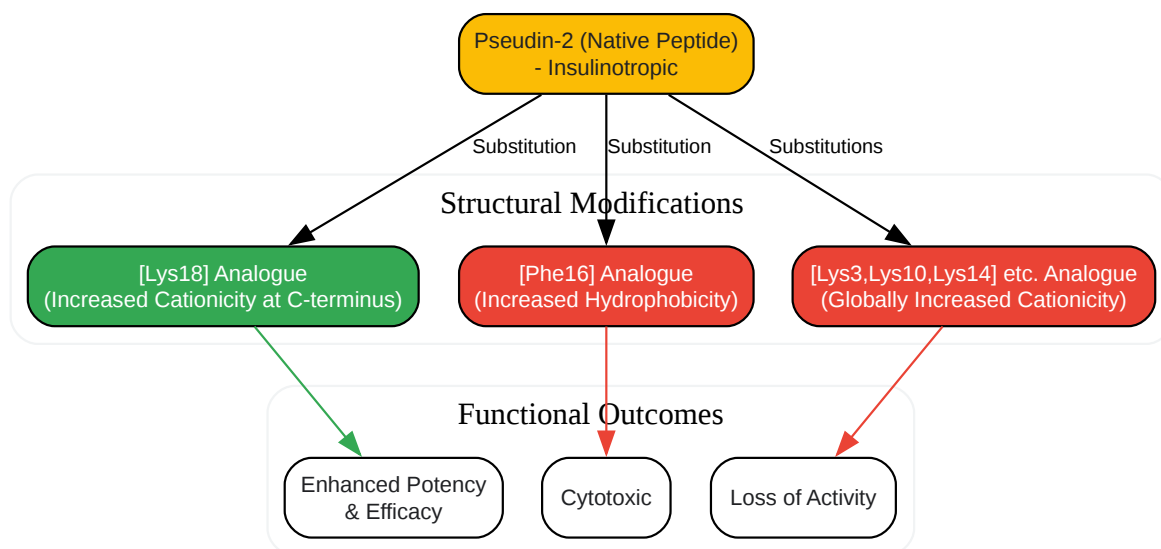 Pseudin-2 (Native Peptide)
- Insulinotropic
Substitution
Substitution
Substitutions
Structural Modifications
[Lys18] Analogue
(Increased Cationicity at C-terminus)
[Phe16] Analogue
(Increased Hydrophobicity)
[Lys3,Lys10,Lys14] etc. Analogue
(Globally Increased Cationicity)
Functional Outcomes
Enhanced Potency
& Efficacy
Cytotoxic
Loss of Activity